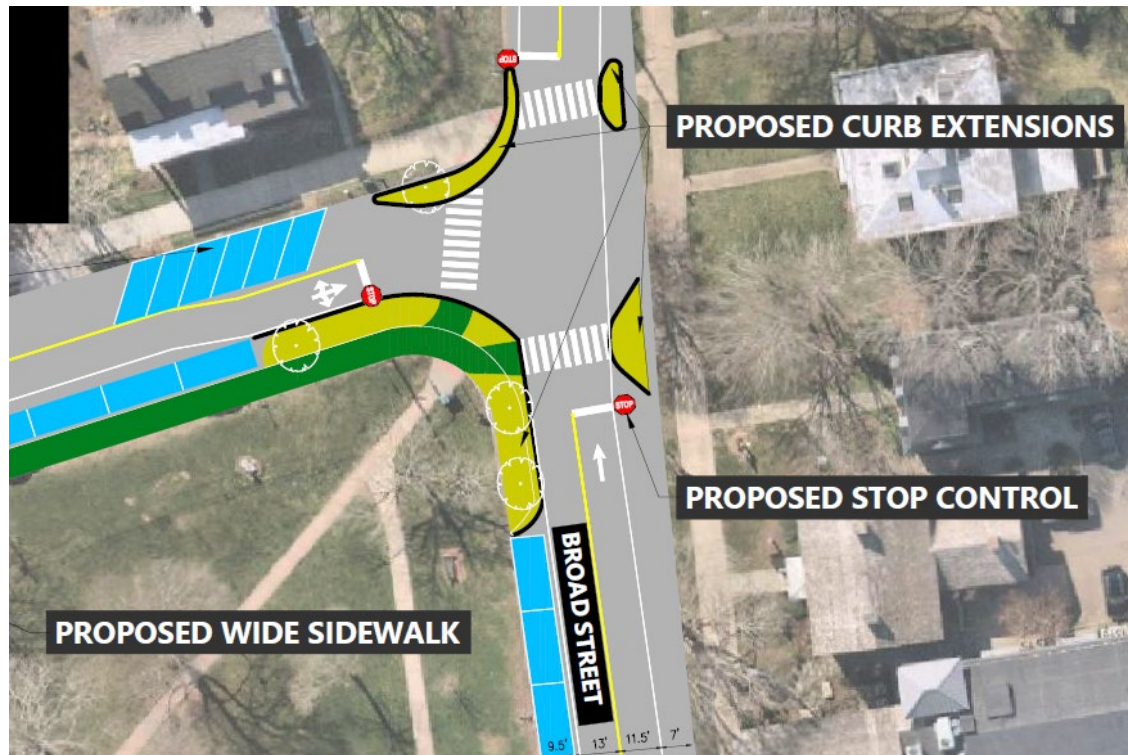 STOP
PROPOSED CURB EXTENSIONS
STOP
STOP
PROPOSED STOP CONTROL
BROAD STREET
PROPOSED WIDE SIDEWALK
9.5' 13' 11.5' 7'